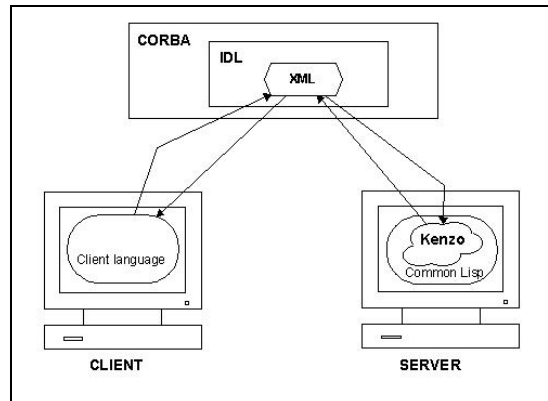 CORBA
IDL
XML
Client language
Kenzo
Common Lisp
CLIENT
SERVER